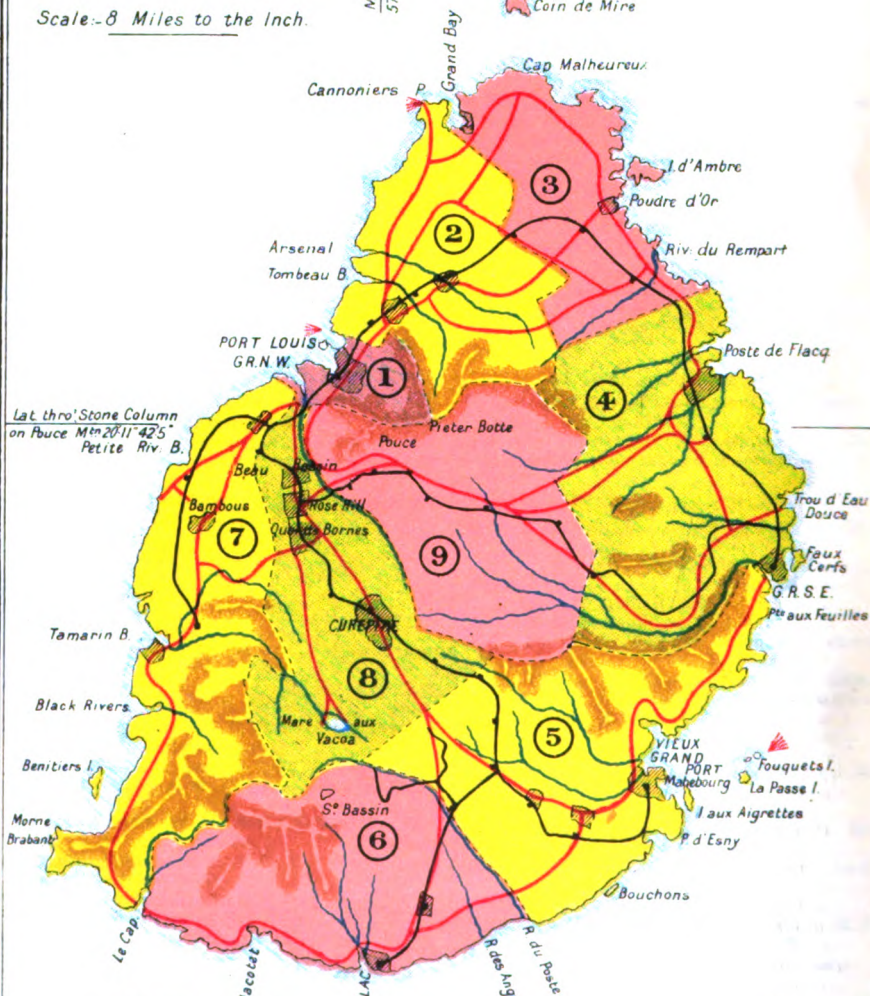 Scale:- 8 Miles to the Inch.
Coin de Mire
Grand Bay
Cap Malheureux
Cannoniers P.
I. d'Ambre
3
Poudre d'Or
2
Arsenal
Tombeau B.
Riv. du Rempart
PORT LOUIS
G.R.N.W.
1
Poste de Flacq
4
Lat. thro' Stone Column
on Pouce Mtn 20°11'42.5"
Petite Riv. B.
Pieter Botte
Pouce
Beau Bassin
Rose Hill
Bambous
Quatre Bornes
Trou d Eau
Douce
7
9
Faux
Cerfs
G.R.S.E.
Pte aux Feuilles
CUREPIPE
Tamarin B.
8
Black Rivers
Mare aux
Vacoa
5
VIEUX
GRAND
PORT
Mahebourg
Fouquets I.
La Passe I.
Benitiers I.
I aux Aigrettes
Morne
Brabant
Sd. Bassin
6
P. d'Esny
Bouchons
Le Cap
acotet
LAC
R des Ang
R du Poste